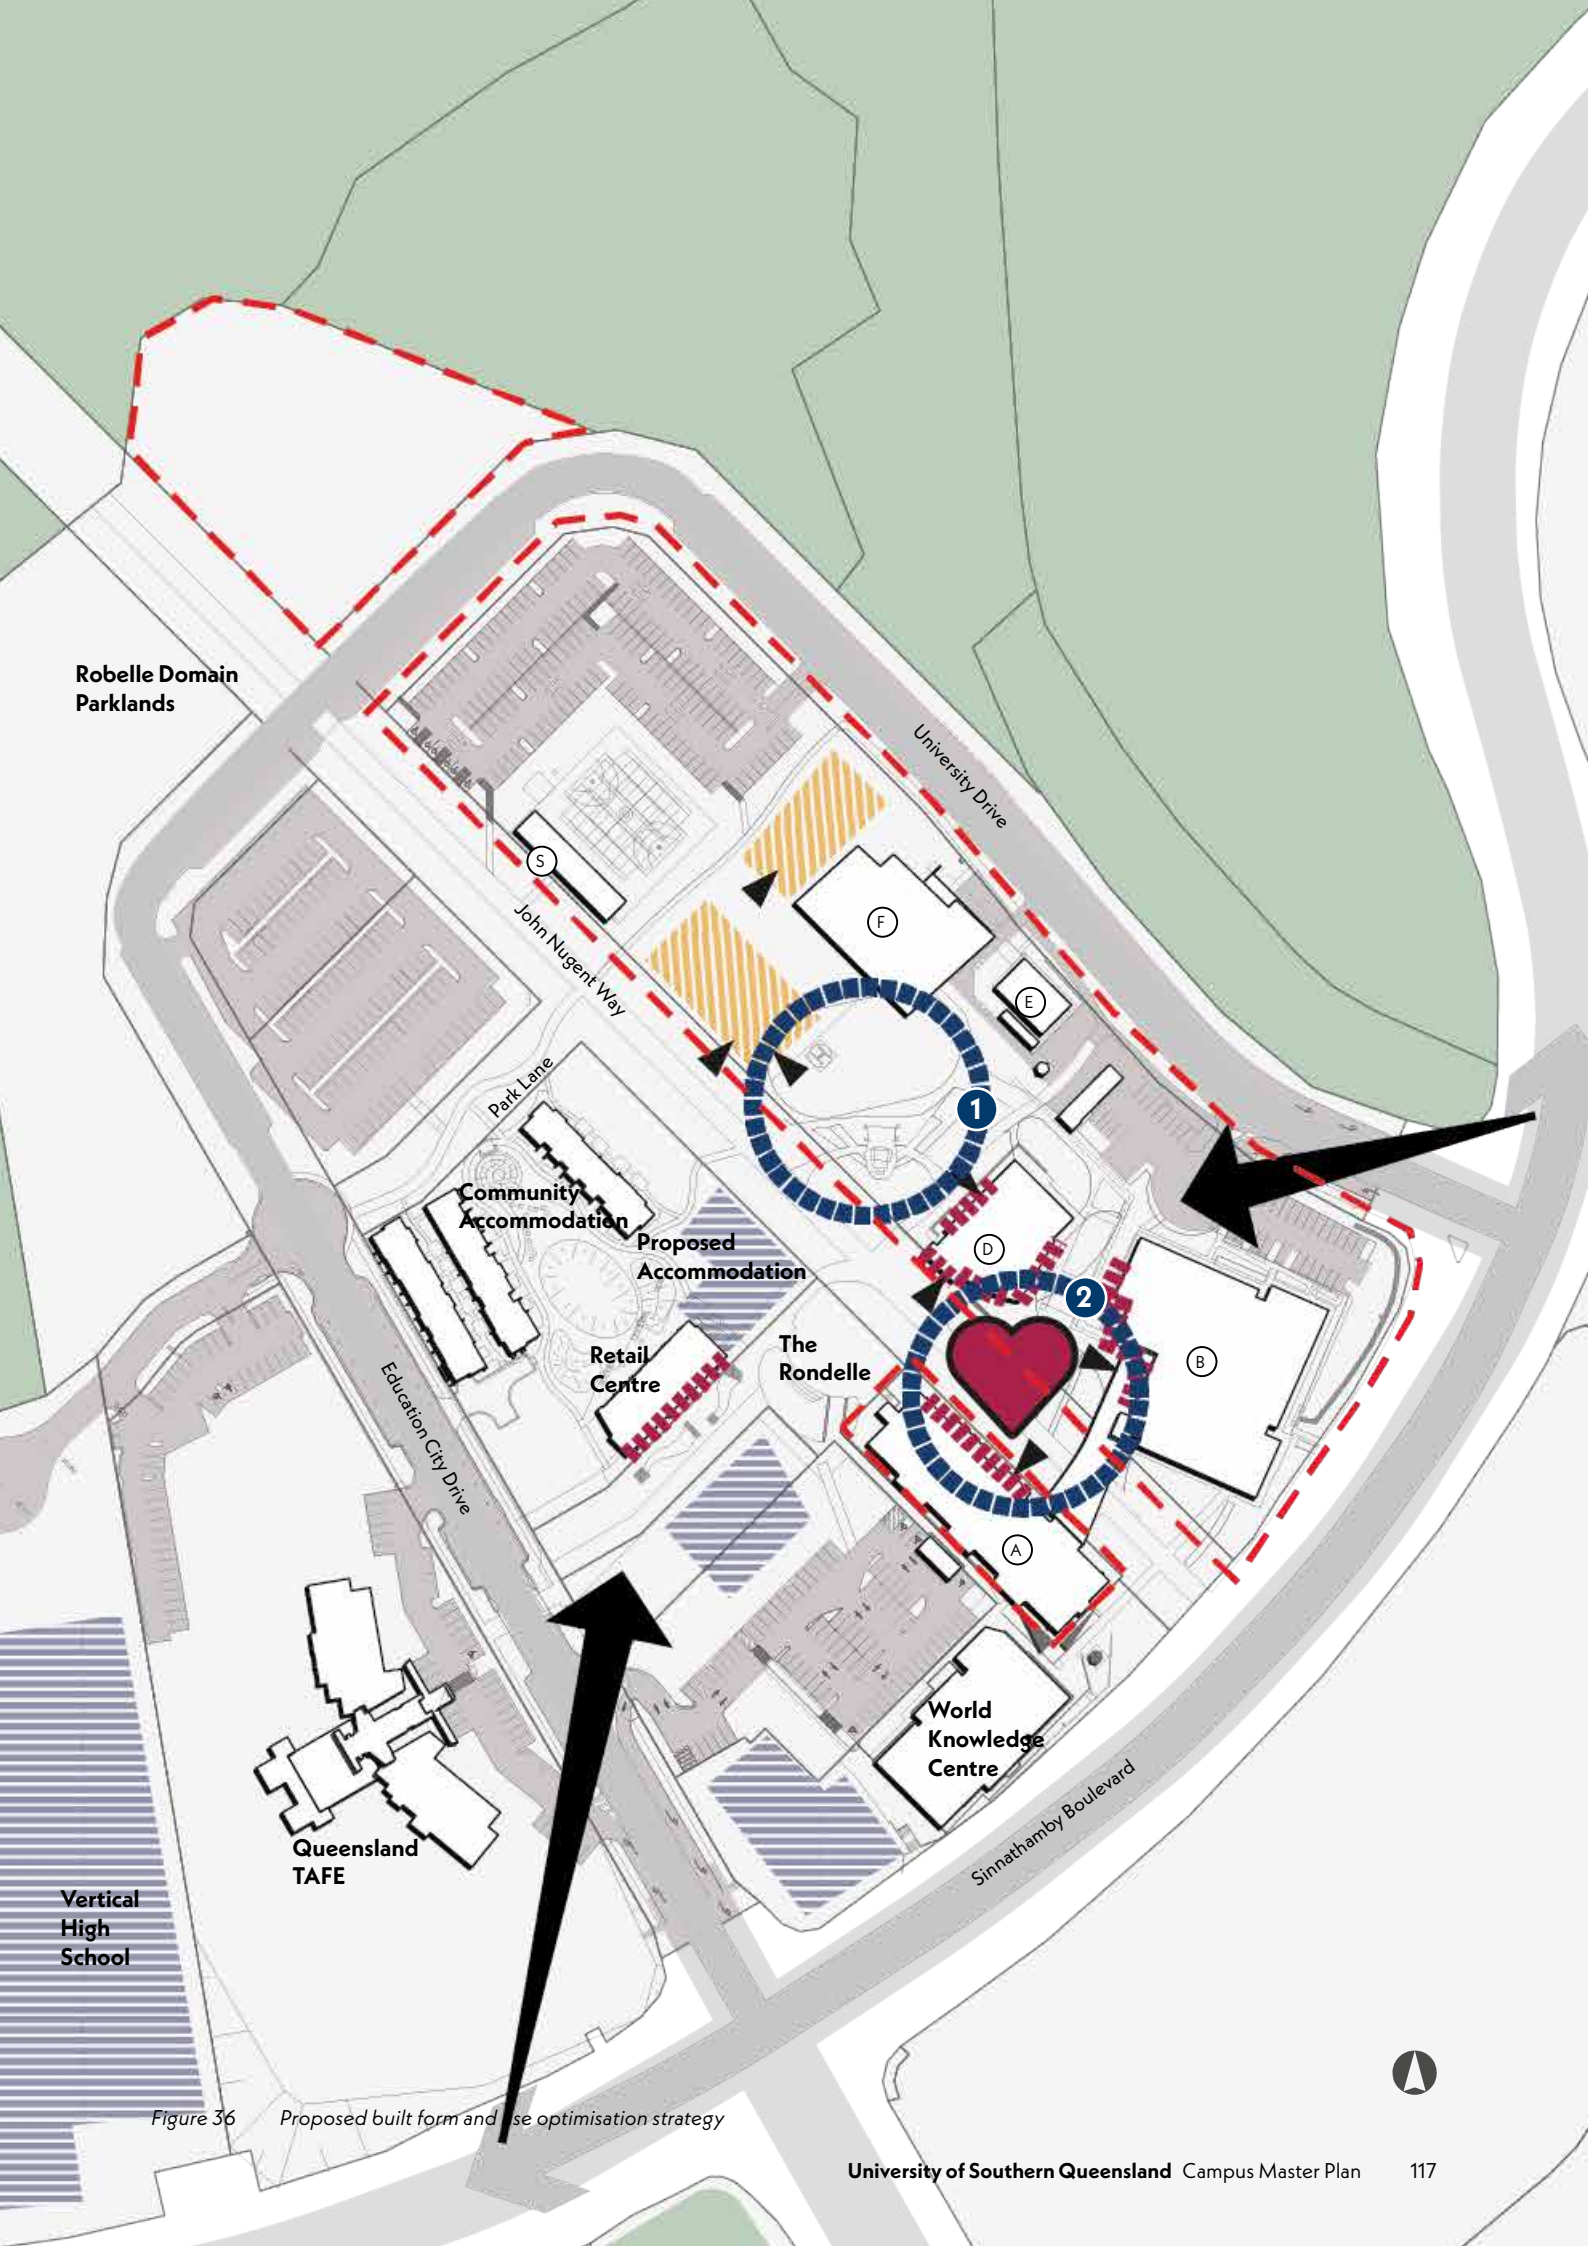 Robelle Domain
Parklands
University Drive
S
F
John Nugent Way
E
Park Lane
1
Community
Accommodation
Proposed
Accommodation
D
2
The
Rondelle
Retail
Centre
B
Education City Drive
A
World
Knowledge
Centre
Sinnathamby Boulevard
Queensland
TAFE
Vertical
High
School
Figure 36 Proposed built form and use optimisation strategy
University of Southern Queensland Campus Master Plan 117